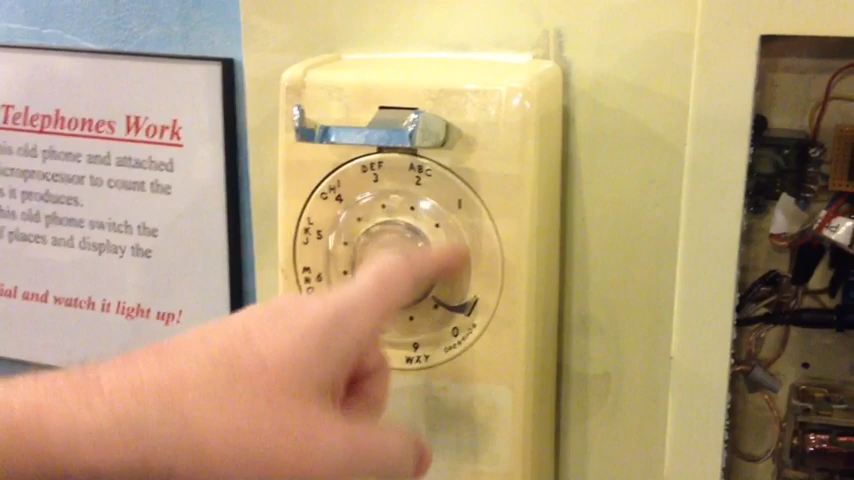 Telephones Work
his old phone and attached
icroprocessor to count the
s it produces.
his old phone switch the
f places and display the
ial and watch it light up!
1
ABC
2
DEF
3
GHI
4
JKL
5
MNO
6
WXY
9
0
OPERATOR